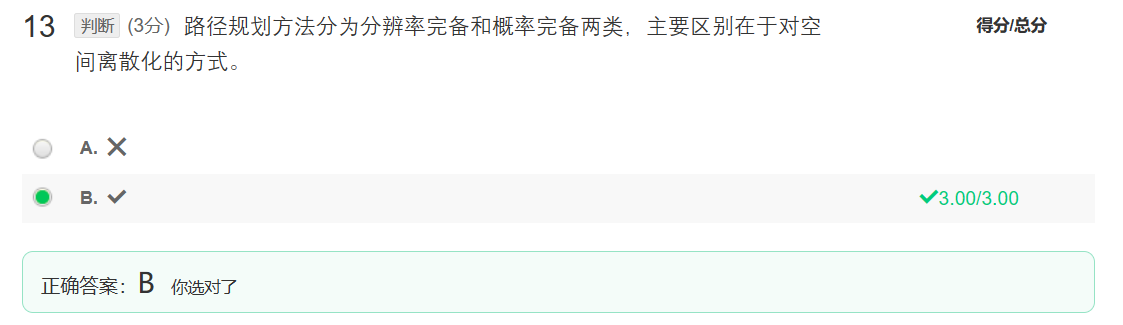 13 判断 (3分) 路径规划方法分为分辨率完备和概率完备两类，主要区别在于对空 得分/总分
间离散化的方式。
A. ✕
B. ✓ ✓3.00/3.00
正确答案：B 你选对了